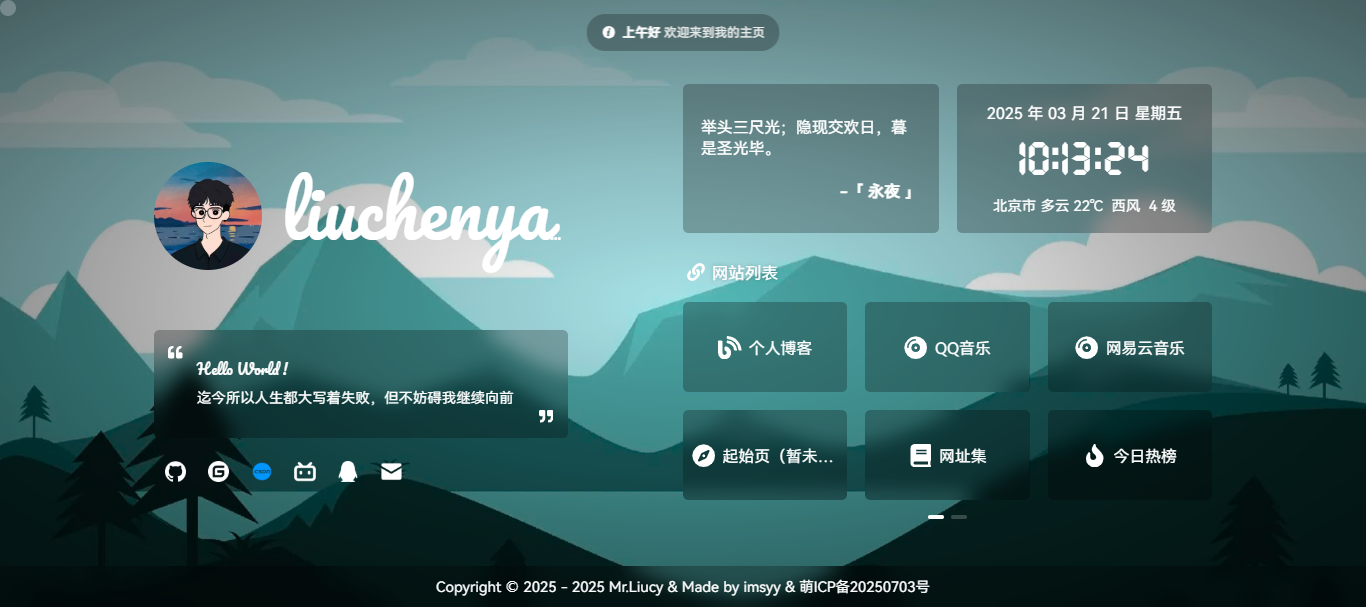 上午好 欢迎来到我的主页
liuchenya...
Hello World !
迄今所以人生都大写着失败，但不妨碍我继续向前
csdn
举头三尺光；隐现交欢日，暮
是圣光毕。
-「 永夜 」
2025 年 03 月 21 日 星期五
10:13:24
北京市 多云 22℃ 西风 4 级
网站列表
个人博客
QQ音乐
网易云音乐
起始页（暂未...
网址集
今日热榜
Copyright © 2025 - 2025 Mr.Liucy & Made by imsyy & 萌ICP备20250703号